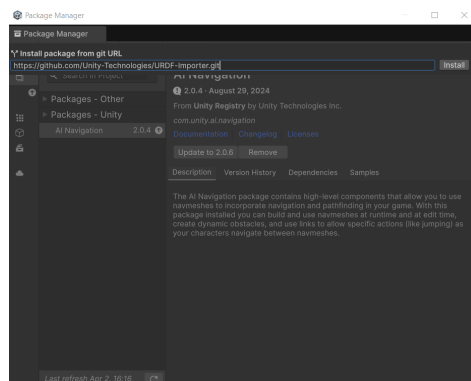 Package Manager
Package Manager
Install package from git URL
https://github.com/Unity-Technologies/URDF-Importer.git
Install
Search in Project
AI Navigation
2.0.4 · August 29, 2024
Packages - Other
From Unity Registry by Unity Technologies Inc.
Packages - Unity
com.unity.ai.navigation
AI Navigation 2.0.4
Documentation Changelog Licenses
Update to 2.0.6 Remove
Description Version History Dependencies Samples
The AI Navigation package contains high-level components that allow you to use
navmeshes to incorporate navigation and pathfinding in your game. With this
package installed you can build and use navmeshes at runtime and at edit time,
create dynamic obstacles, and use links to allow specific actions (like jumping) as
your characters navigate between navmeshes.
Last refresh Apr 2, 16:16